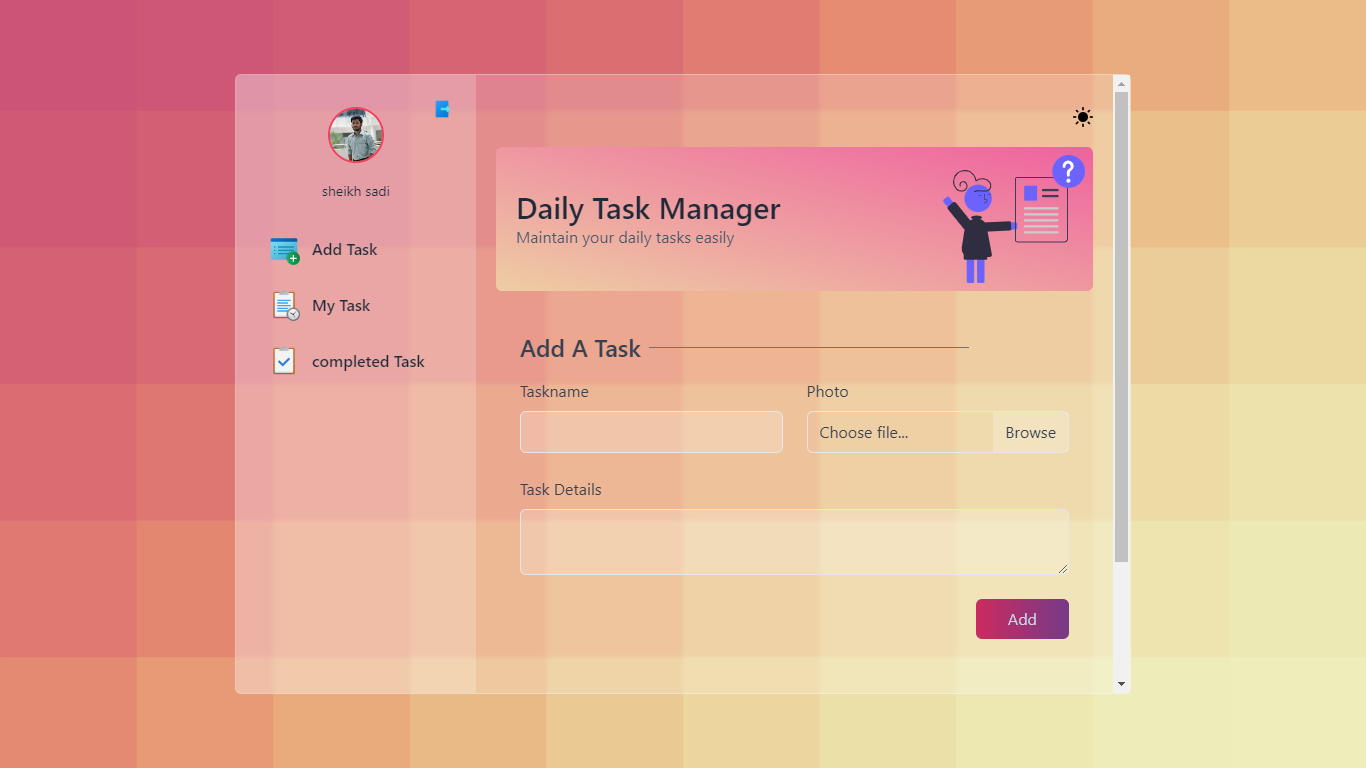 sheikh sadi
Add Task
My Task
completed Task
Daily Task Manager
Maintain your daily tasks easily
?
Add A Task
Taskname
Photo
Choose file...
Browse
Task Details
Add